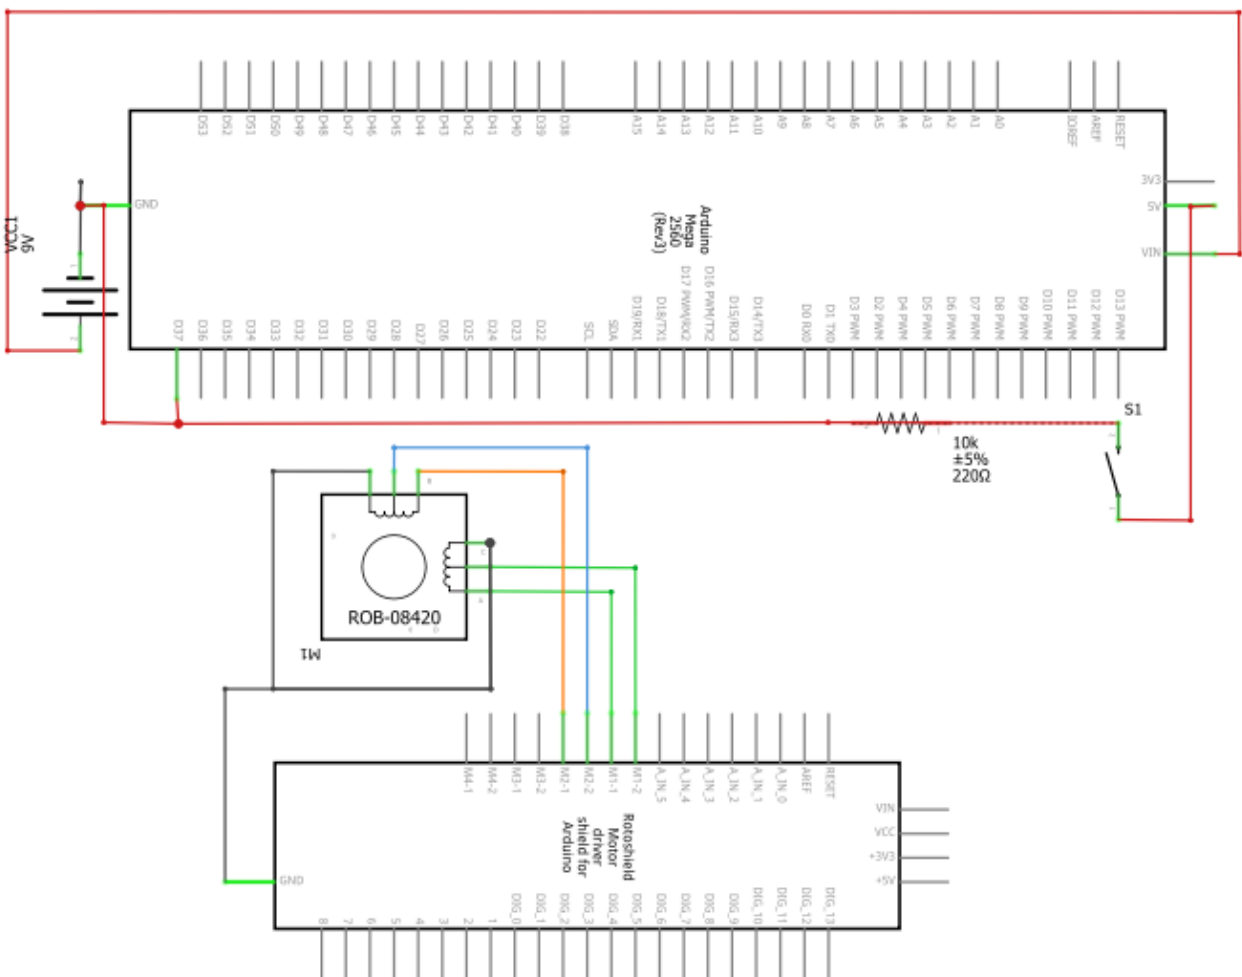 D53
D52
D51
D50
D49
D48
D47
D46
D45
D44
D43
D42
D41
D40
D39
D38
A15
A14
A13
A12
A11
A10
A9
A8
A7
A6
A5
A4
A3
A2
A1
A0
IOREF
AREF
RESET
3V3
5V
VIN
GND
VCC1
9V
1
2
Arduino
Mega
2560
(Rev3)
D37
D36
D35
D34
D33
D32
D31
D30
D29
D28
D27
D26
D25
D24
D23
D22
SCL
SDA
D19/RX1
D18/TX1
D17 PWM/RX2
D16 PWM/TX2
D15/RX3
D14/TX3
D0 RX0
D1 TX0
D3 PWM
D2 PWM
D4 PWM
D5 PWM
D6 PWM
D7 PWM
D8 PWM
D9 PWM
D10 PWM
D11 PWM
D12 PWM
D13 PWM
S1
10k
±5%
220Ω
ROB-08420
M1
M4-1
M4-2
M3-1
M3-2
M2-1
M2-2
M1-1
M1-2
A_IN_5
A_IN_4
A_IN_3
A_IN_2
A_IN_1
A_IN_0
AREF
RESET
VIN
VCC
+3V3
+5V
GND
Rotoshield
Motor
driver
shield for
Arduino
8
7
6
5
4
3
2
1
DIG_0
DIG_1
DIG_2
DIG_3
DIG_4
DIG_5
DIG_6
DIG_7
DIG_8
DIG_9
DIG_10
DIG_11
DIG_12
DIG_13